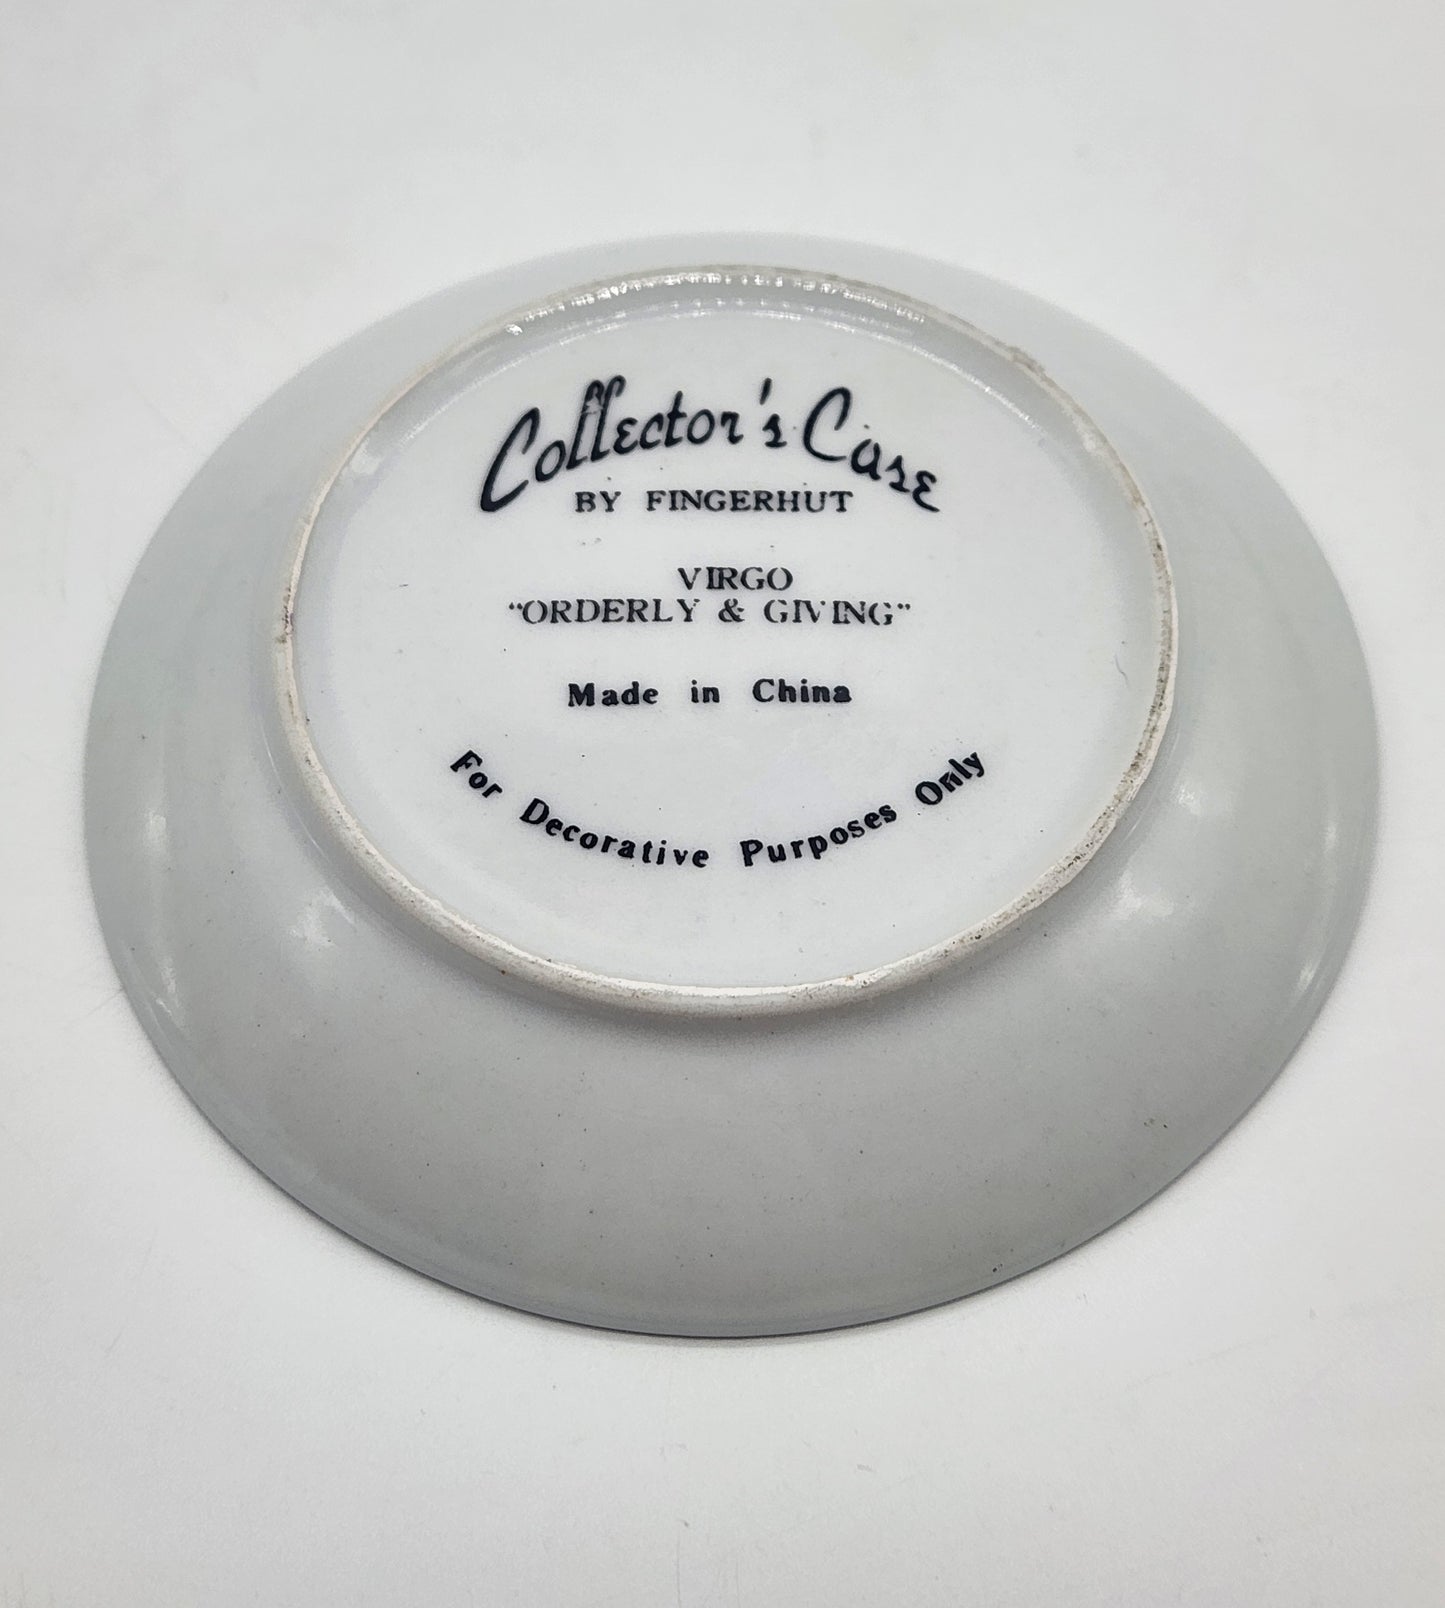 Collector's Case
BY FINGERHUT
VIRGO
"ORDERLY & GIVING"
Made in China
For Decorative Purposes Only